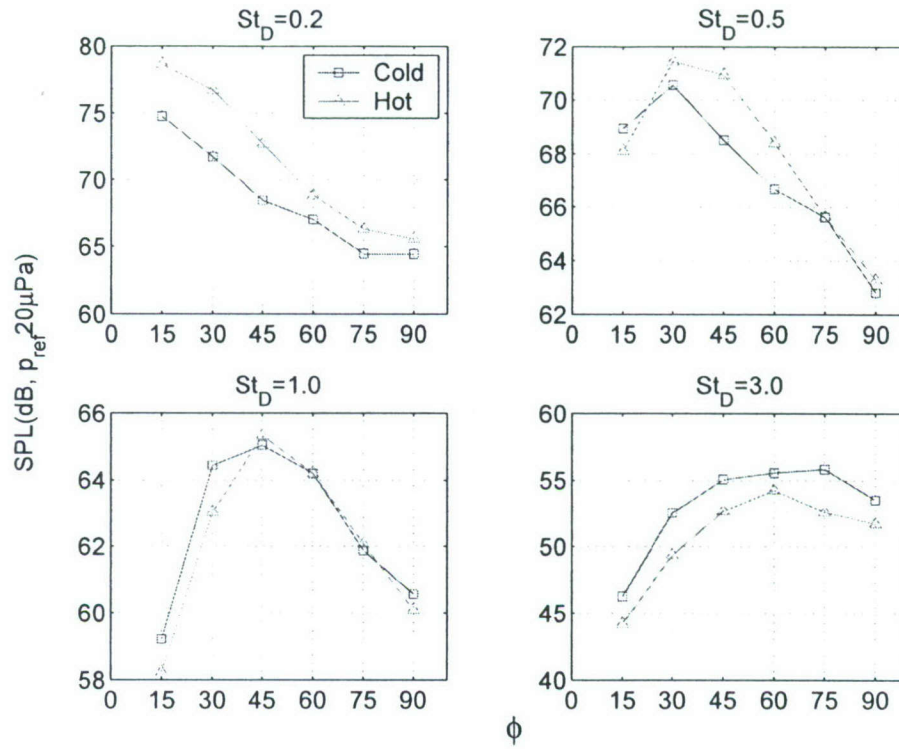 St_D=0.2
80
75
70
65
60
0 15 30 45 60 75 90
Cold
Hot
St_D=0.5
72
70
68
66
64
62
0 15 30 45 60 75 90
SPL(dB, p_ref 20μPa)
St_D=1.0
66
64
62
60
58
0 15 30 45 60 75 90
St_D=3.0
60
55
50
45
40
0 15 30 45 60 75 90
ϕ